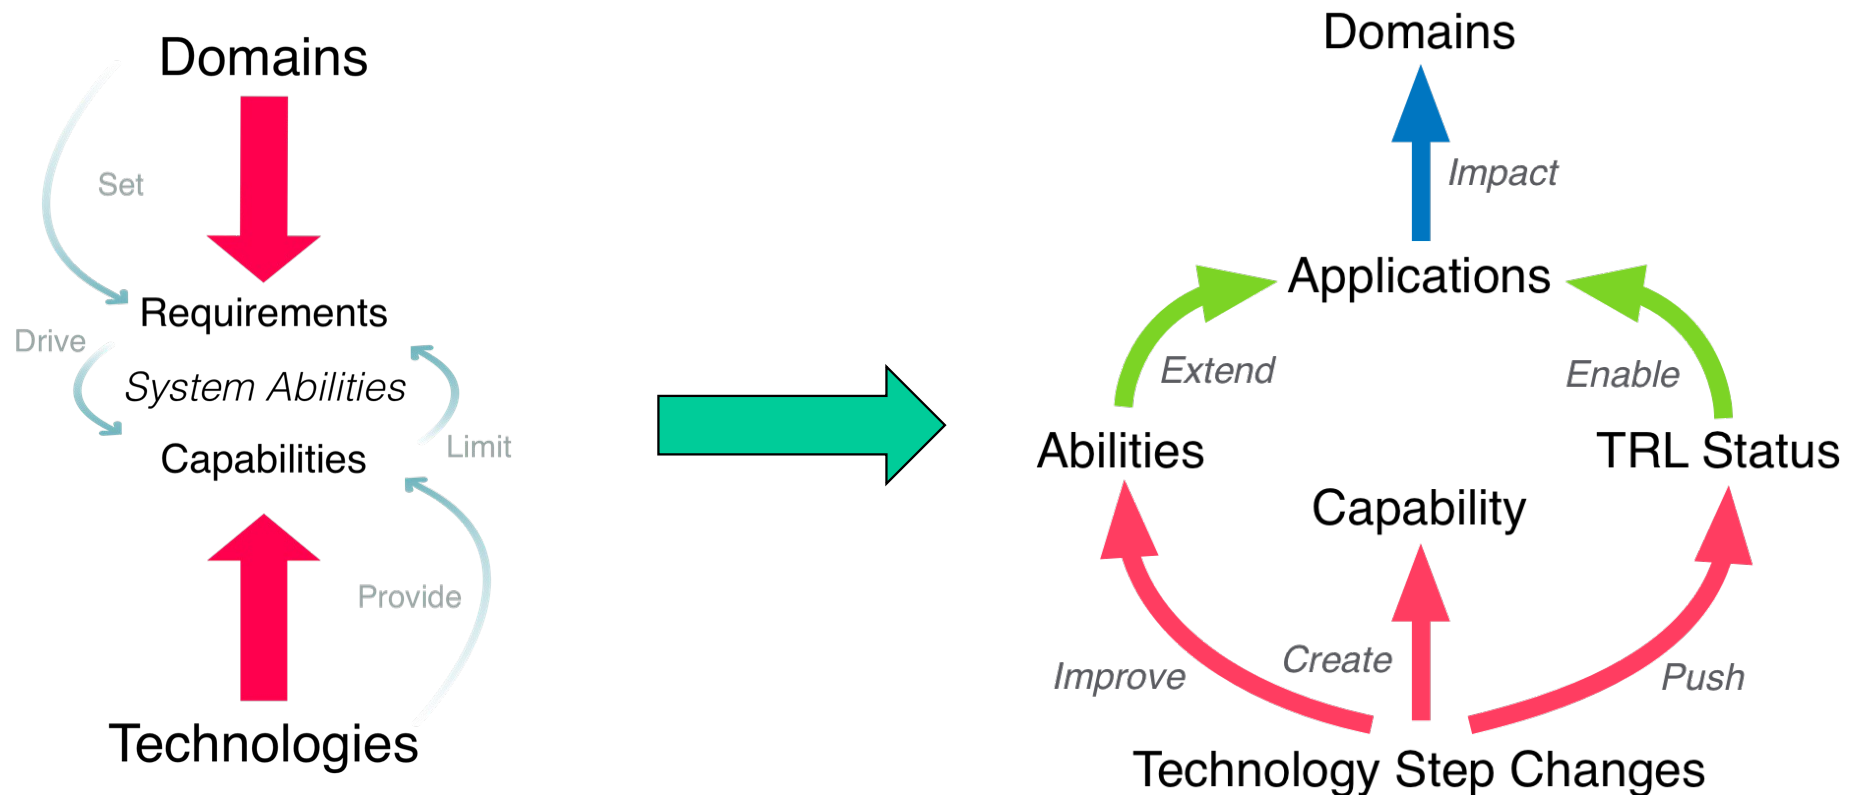 Domains
Set
Requirements
Drive
System Abilities
Limit
Capabilities
Provide
Technologies
Domains
Impact
Applications
Extend
Enable
Abilities
TRL Status
Capability
Improve
Create
Push
Technology Step Changes